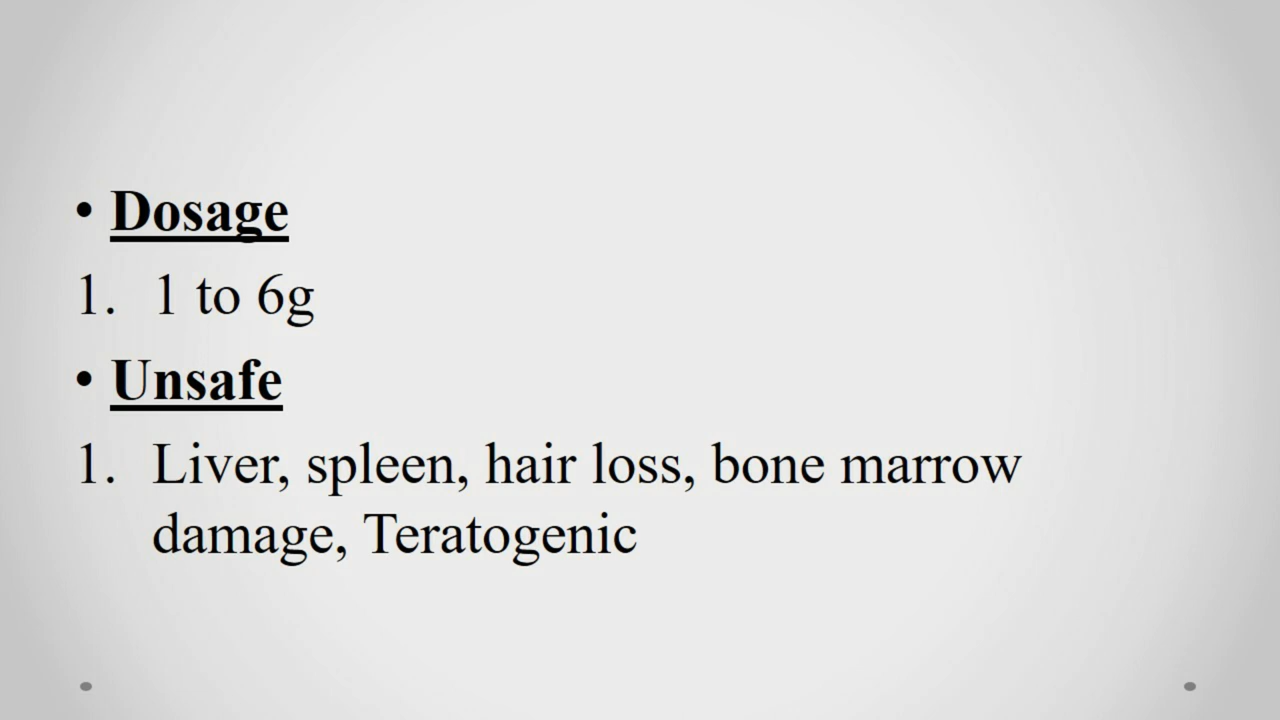 • Dosage
1. 1 to 6g
• Unsafe
1. Liver, spleen, hair loss, bone marrow
damage, Teratogenic